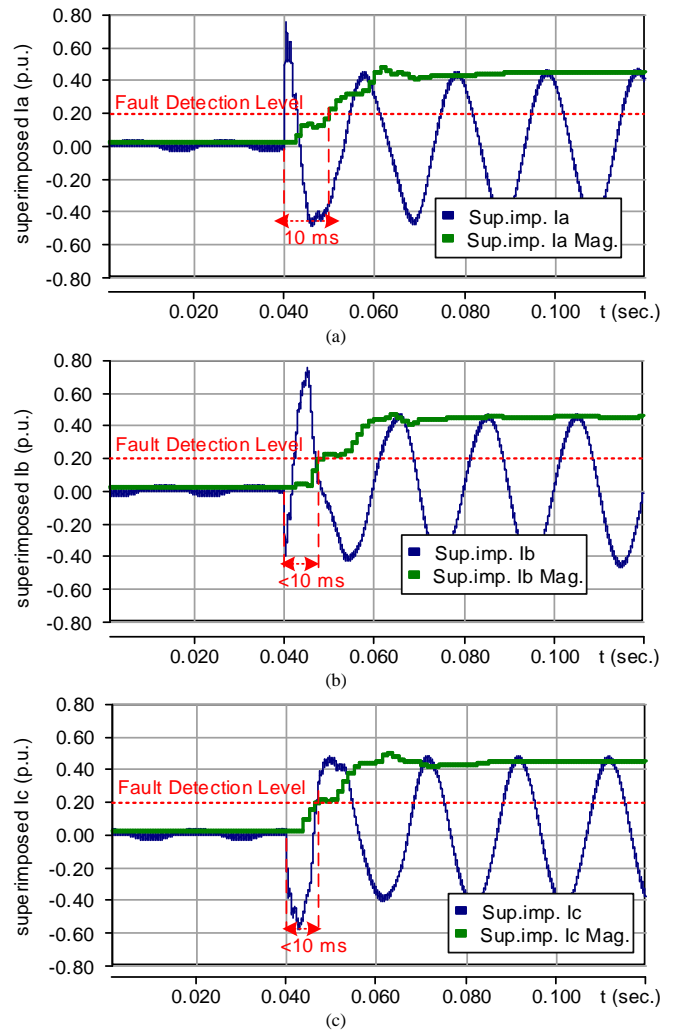 superimposed Ia (p.u.)
0.80
0.60
0.40
Fault Detection Level
0.20
0.00
-0.20
-0.40
-0.60
-0.80
10 ms
Sup.imp. Ia
Sup.imp. Ia Mag.
0.020 0.040 0.060 0.080 0.100 t (sec.)
(a)
superimposed Ib (p.u.)
0.80
0.60
0.40
Fault Detection Level
0.20
0.00
-0.20
-0.40
-0.60
-0.80
<10 ms
Sup.imp. Ib
Sup.imp. Ib Mag.
0.020 0.040 0.060 0.080 0.100 t (sec.)
(b)
superimposed Ic (p.u.)
0.80
0.60
0.40
Fault Detection Level
0.20
0.00
-0.20
-0.40
-0.60
-0.80
<10 ms
Sup.imp. Ic
Sup.imp. Ic Mag.
0.020 0.040 0.060 0.080 0.100 t (sec.)
(c)